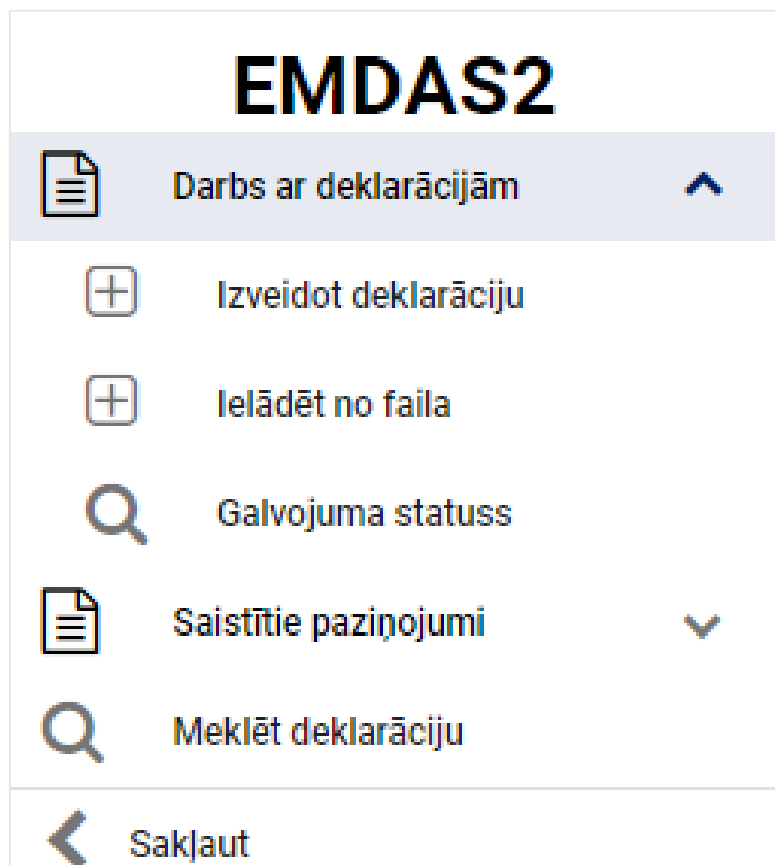 EMDAS2
Darbs ar deklarācijām
Izveidot deklarāciju
Ielādēt no faila
Galvojuma statuss
Saistītie paziņojumi
Meklēt deklarāciju
Sakļaut